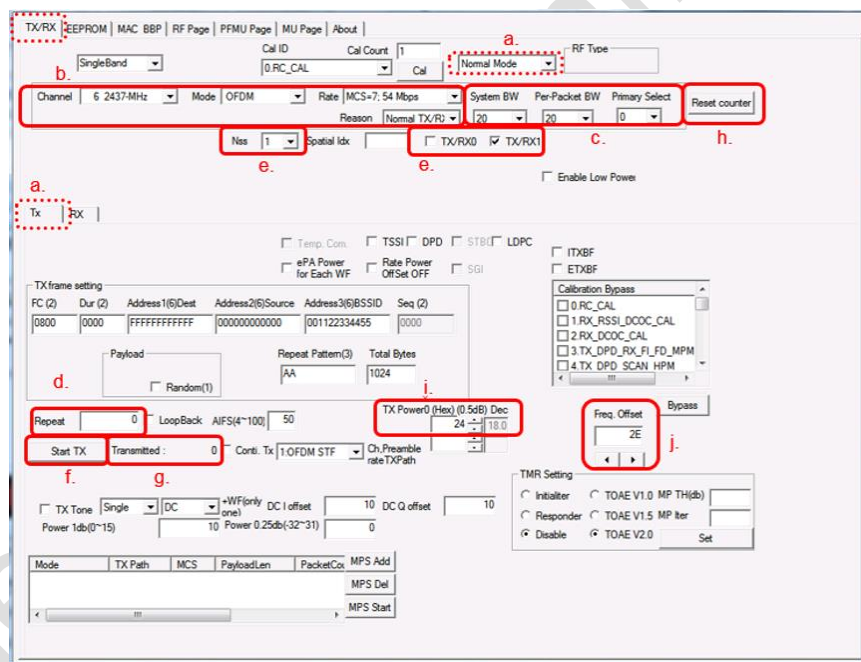 TX/RX EEPROM MAC BBP RF Page PFMU Page MU Page About
a.
Cal ID Cal Count 1 RF Type
SingleBand 0.RC_CAL Cal Normal Mode
b.
Channel 6 2437-MHz Mode OFDM Rate MCS=7; 54 Mbps System BW Per-Packet BW Primary Select Reset counter
Reason Normal TX/R 20 20 0
Nss 1 Spatial Idx TX/RX0 TX/RX1 c. h.
e. e.
Enable Low Power
a.
Tx RX
Temp. Com. TSSI DPD STBC LDPC
ePA Power for Each WF Rate Power OffSet OFF SGI
ITXBF
ETXBF
TX frame setting
FC (2) Dur (2) Address1(6)Dest Address2(6)Source Address3(6)BSSID Seq (2)
0800 0000 FFFFFFFFFFFF 000000000000 001122334455 0000
Calibration Bypass
0.RC_CAL
1.RX_RSSI_DCOC_CAL
2.RX_DCOC_CAL
3.TX_DPD_RX_FI_FD_MPM
4.TX_DPD_SCAN_HPM
Payload Repeat Pattern(3) Total Bytes
Random(1) AA 1024
d. i.
Repeat 0 LoopBack AIFS(4~100) 50 TX Power0 (Hex) (0.5dB) Dec
24 18.0
Freq. Offset Bypass
2E j.
Start TX Transmitted : 0 Conti. Tx 1:OFDM STF Ch,Preamble
rateTXPath
f. g.
TMR Setting
Initialiter TOAE V1.0 MP TH(db)
Responder TOAE V1.5 MP Iter
Disable TOAE V2.0 Set
TX Tone Single DC +WF(only one) DC I offset 10 DC Q offset 10
Power 1db(0~15) 10 Power 0.25db(-32~31) 0
Mode TX Path MCS PayloadLen PacketCou MPS Add
MPS Del
MPS Start